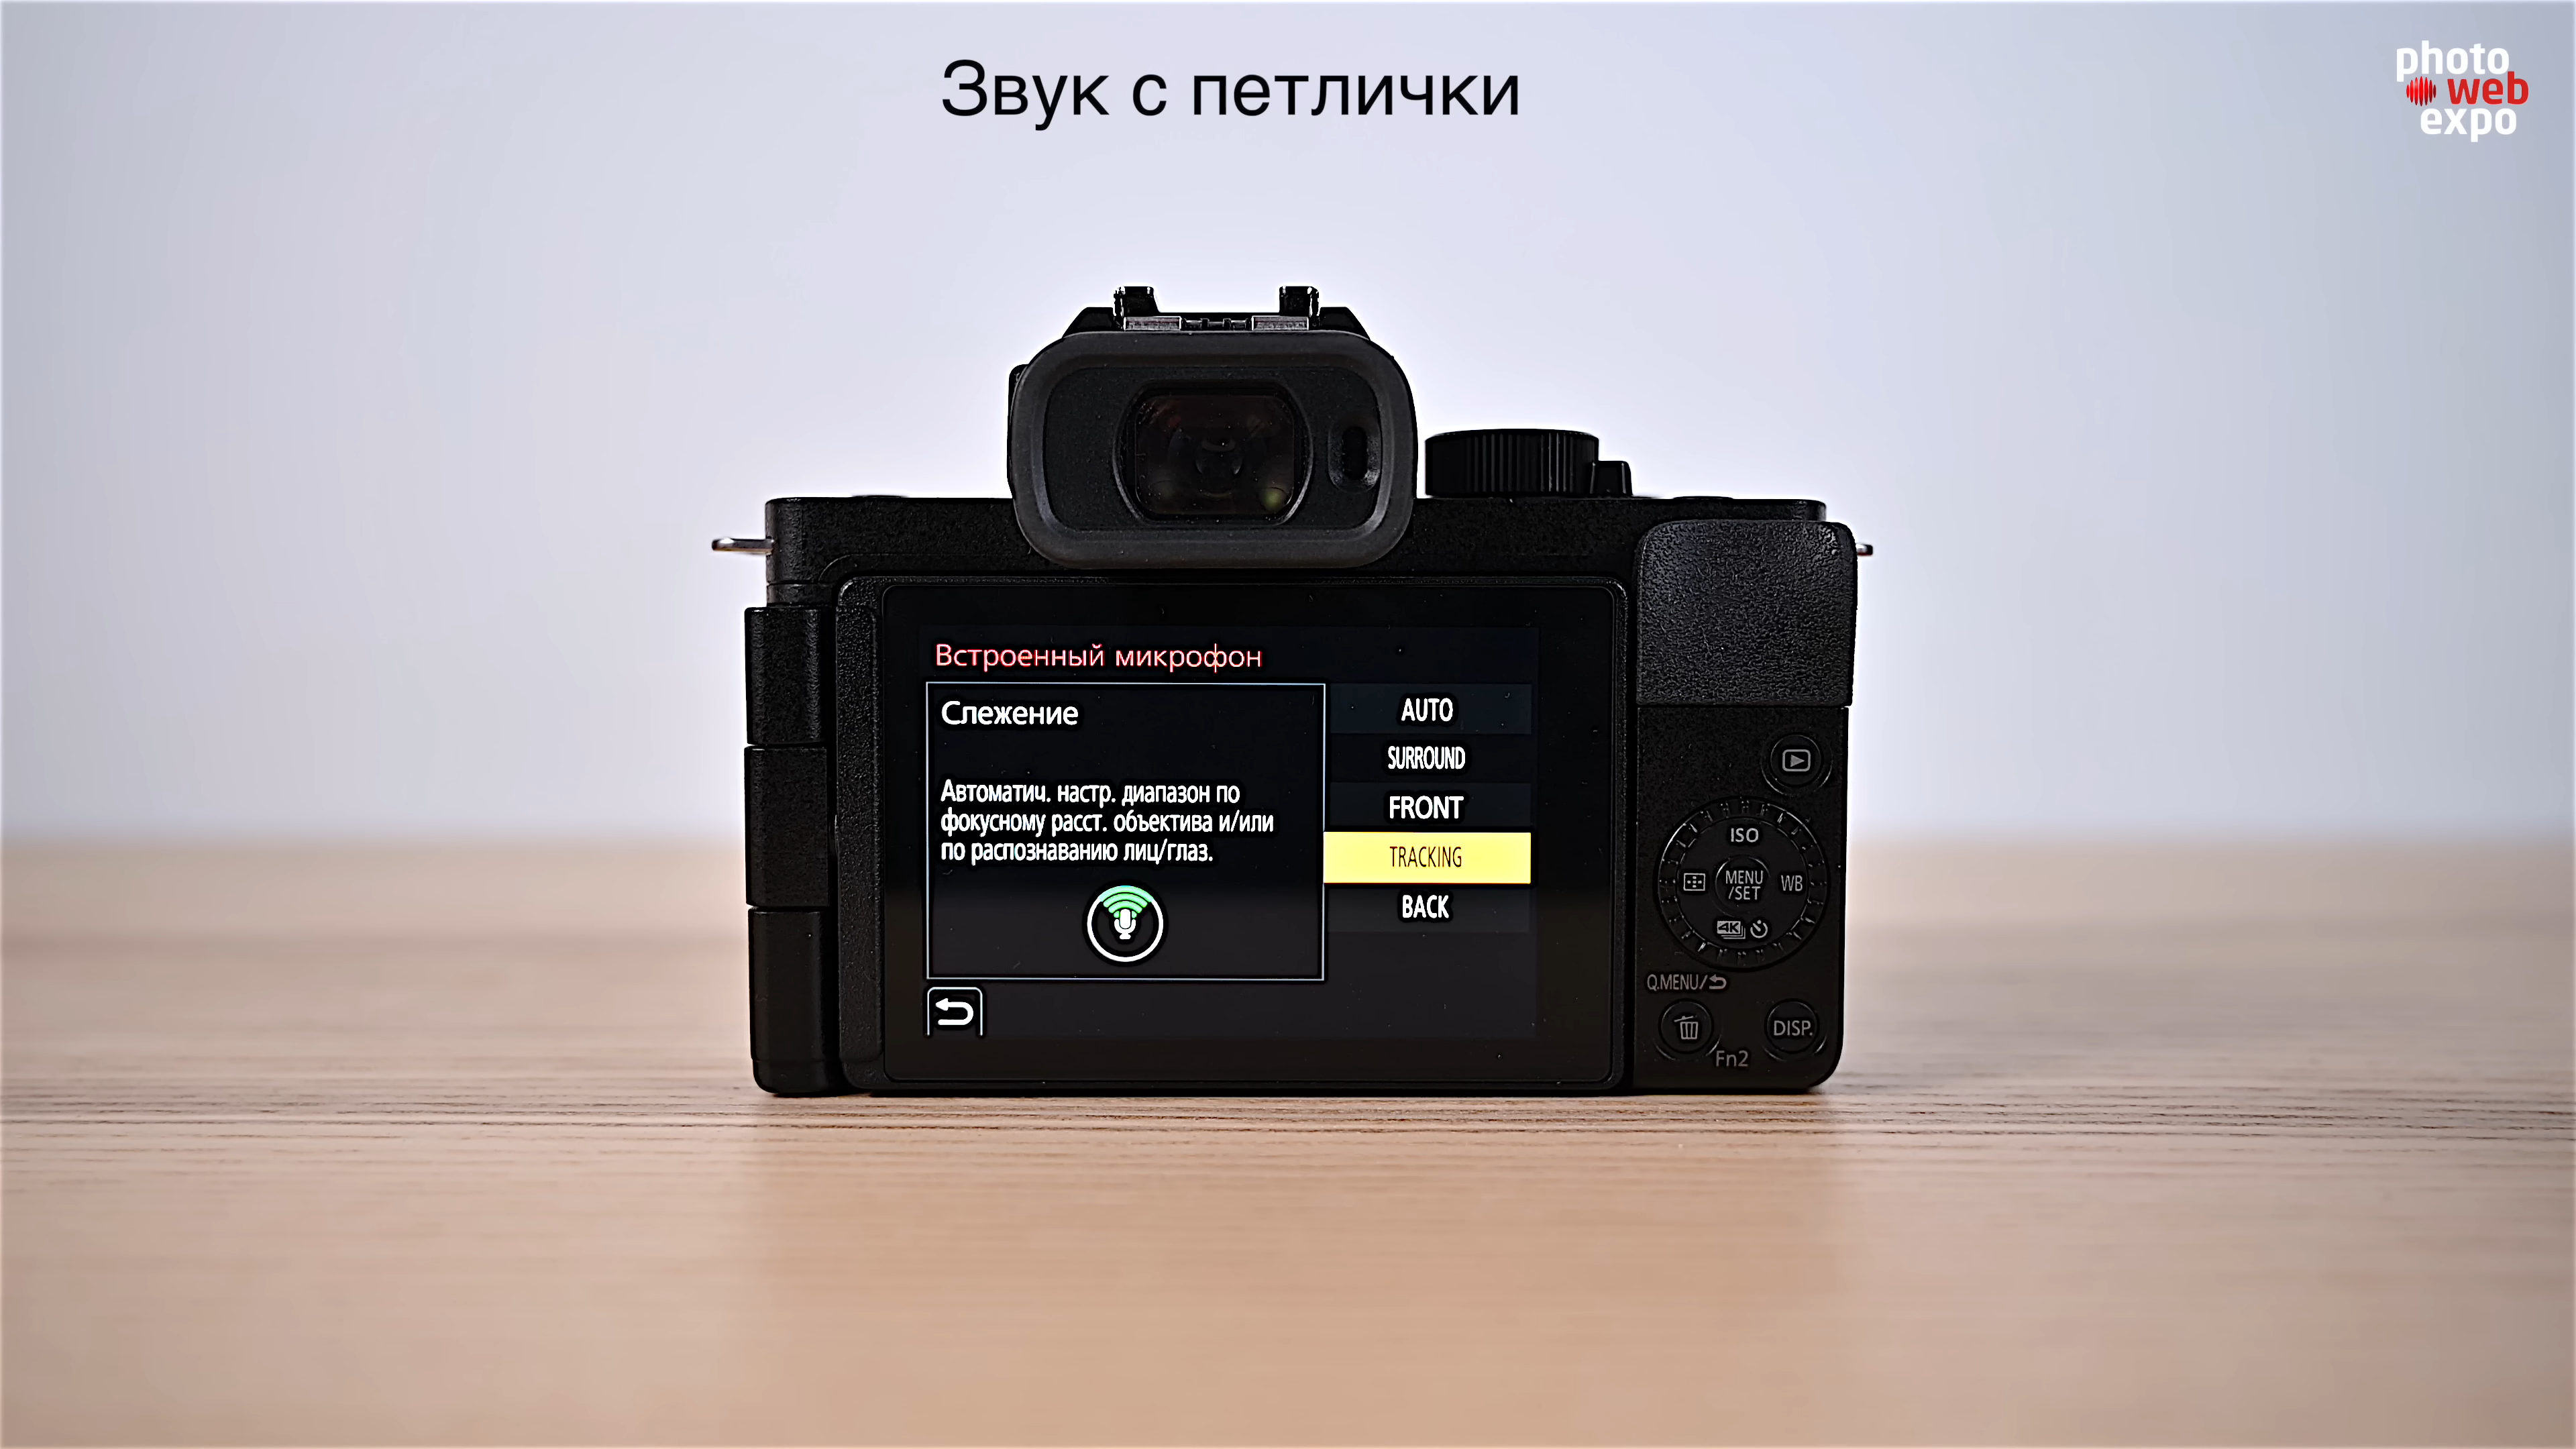 Звук с петлички
photo
web
expo
Встроенный микрофон
Слежение
Автоматич. настр. диапазон по
фокусному расст. объектива и/или
по распознаванию лиц/глаз.
AUTO
SURROUND
FRONT
TRACKING
BACK
ISO
MENU
/SET
WB
4K
Q.MENU/
DISP.
Fn2